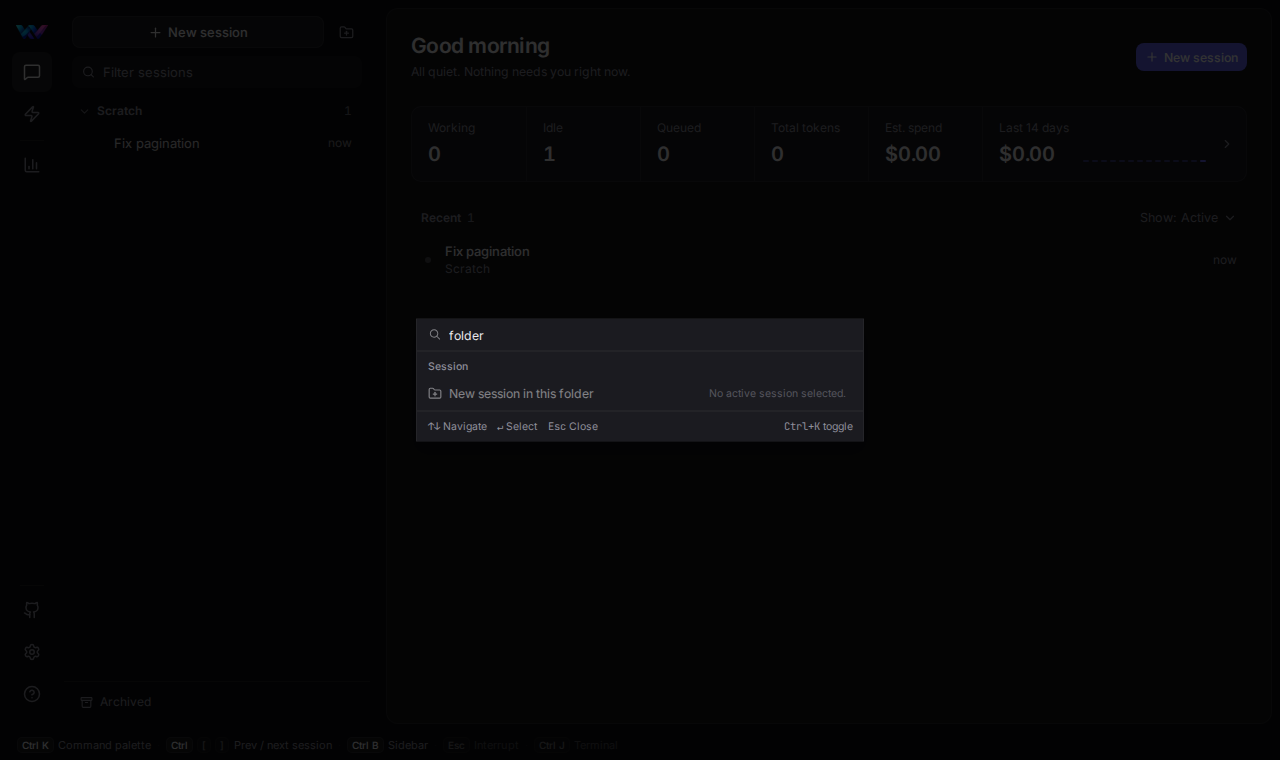 New session
Filter sessions
Scratch 1
Fix pagination now
Archived
Good morning
All quiet. Nothing needs you right now.
New session
Working Idle Queued Total tokens Est. spend Last 14 days
0 1 0 0 $0.00 $0.00
Recent 1 Show: Active
Fix pagination
Scratch now
folder
Session
New session in this folder No active session selected.
↑↓ Navigate ↵ Select Esc Close Ctrl+K toggle
Ctrl K Command palette Ctrl [ ] Prev / next session Ctrl B Sidebar Esc Interrupt Ctrl J Terminal